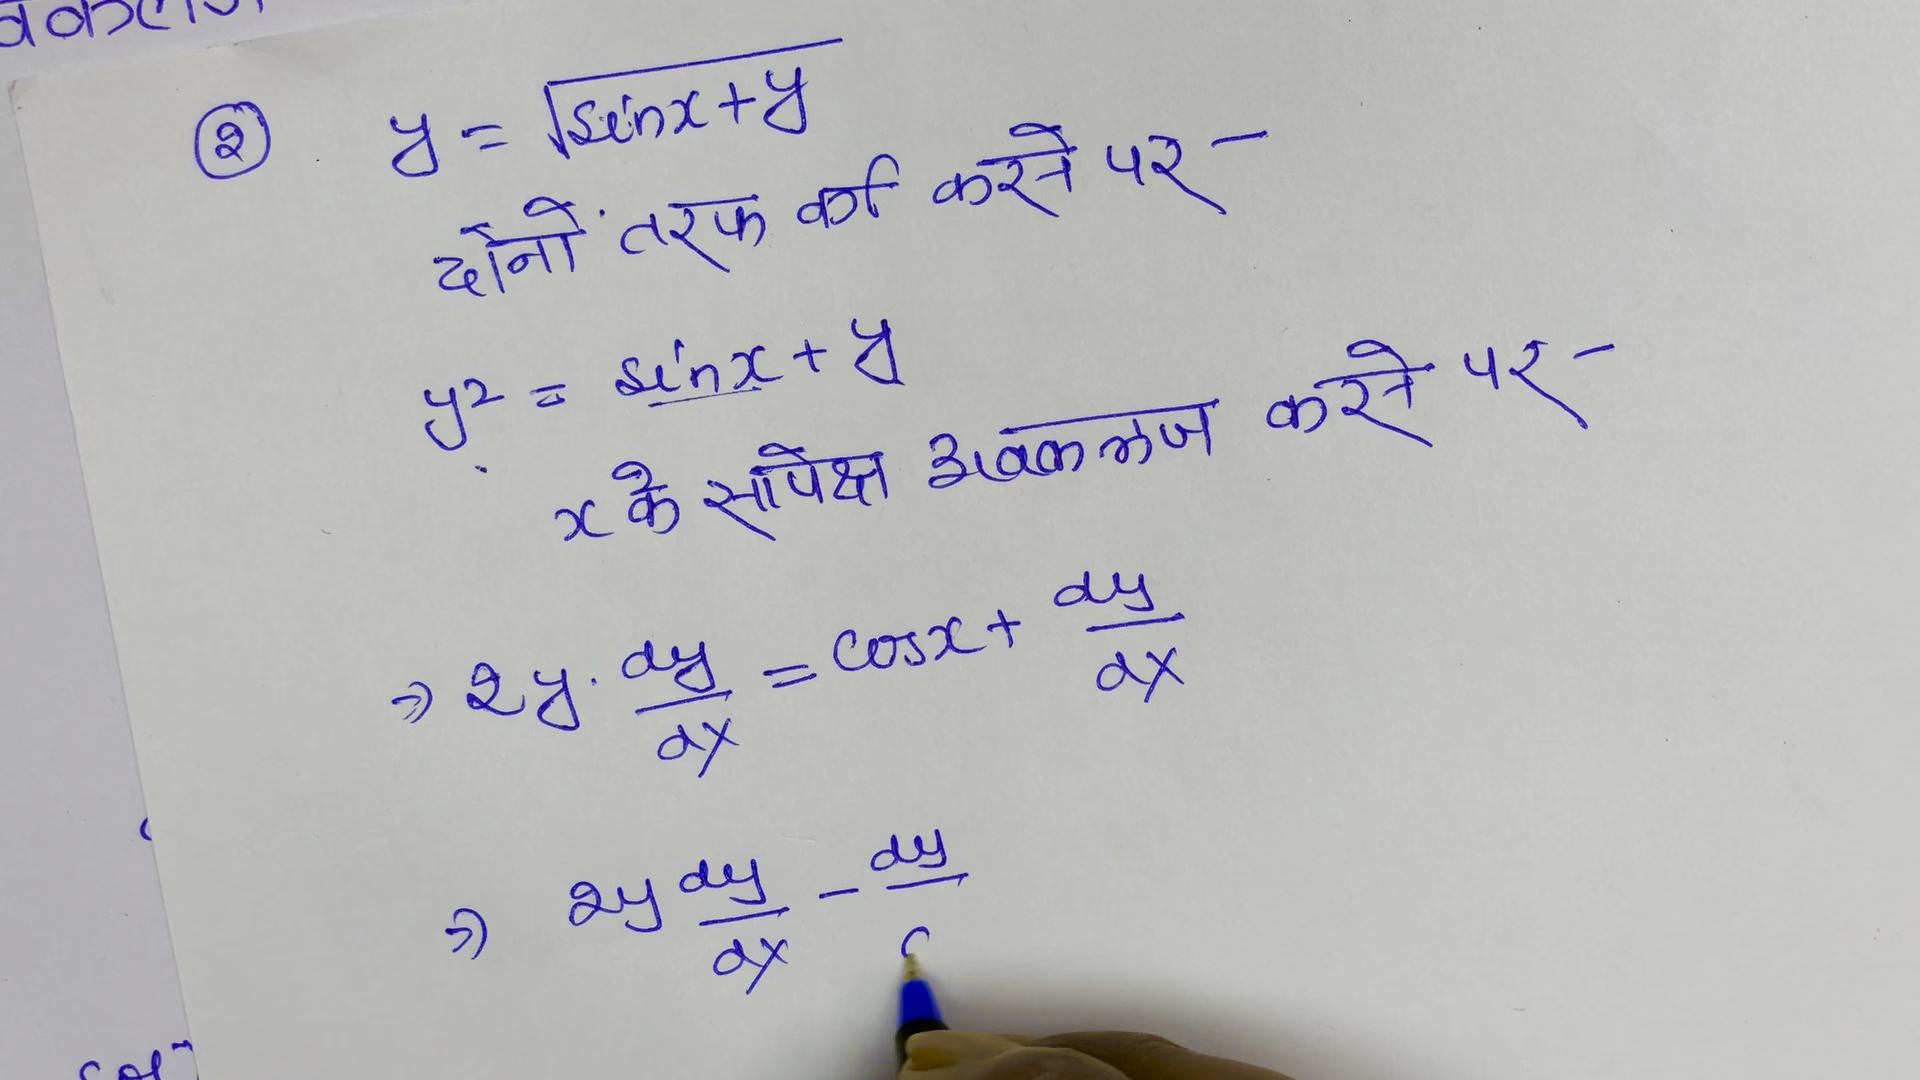 ② y = √(sinx + y)
दोनों तरफ वर्ग करने पर -
y² = sinx + y
x के सापेक्ष अवकलज करने पर -
⇒ 2y · dy/dx = cosx + dy/dx
⇒ 2y dy/dx - dy/